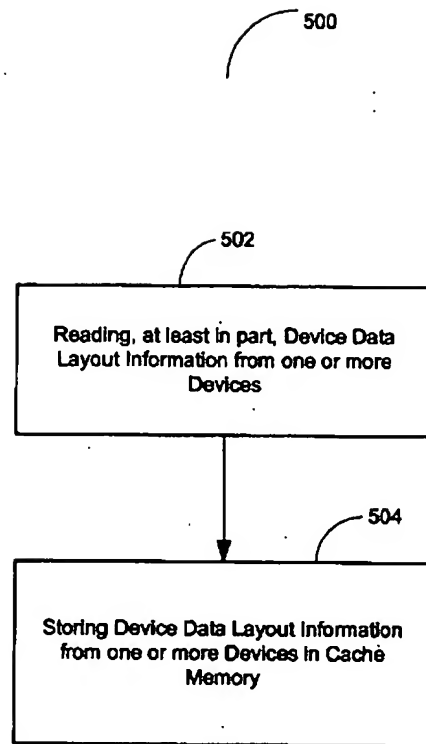 500
502
Reading, at least in part, Device Data
Layout Information from one or more
Devices
504
Storing Device Data Layout Information
from one or more Devices in Cache
Memory